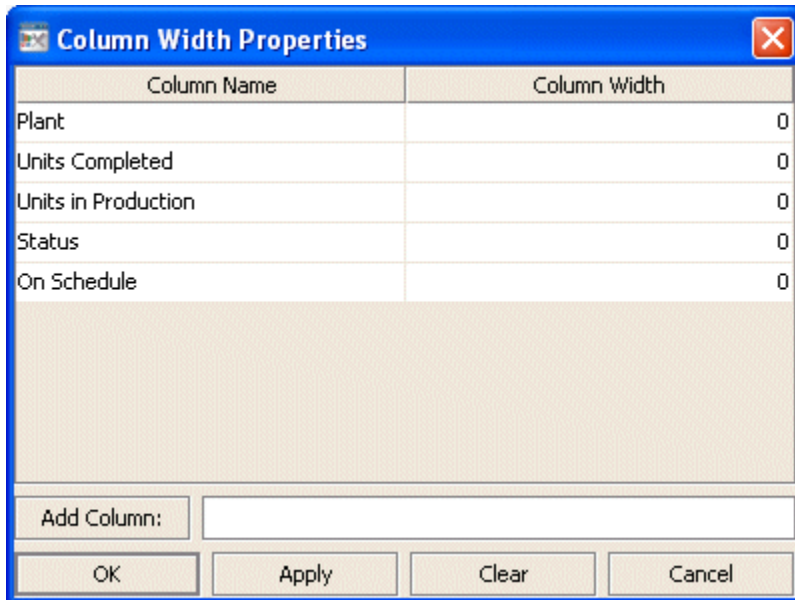 Column Width Properties
Column Name Column Width
Plant 0
Units Completed 0
Units in Production 0
Status 0
On Schedule 0
Add Column:
OK Apply Clear Cancel